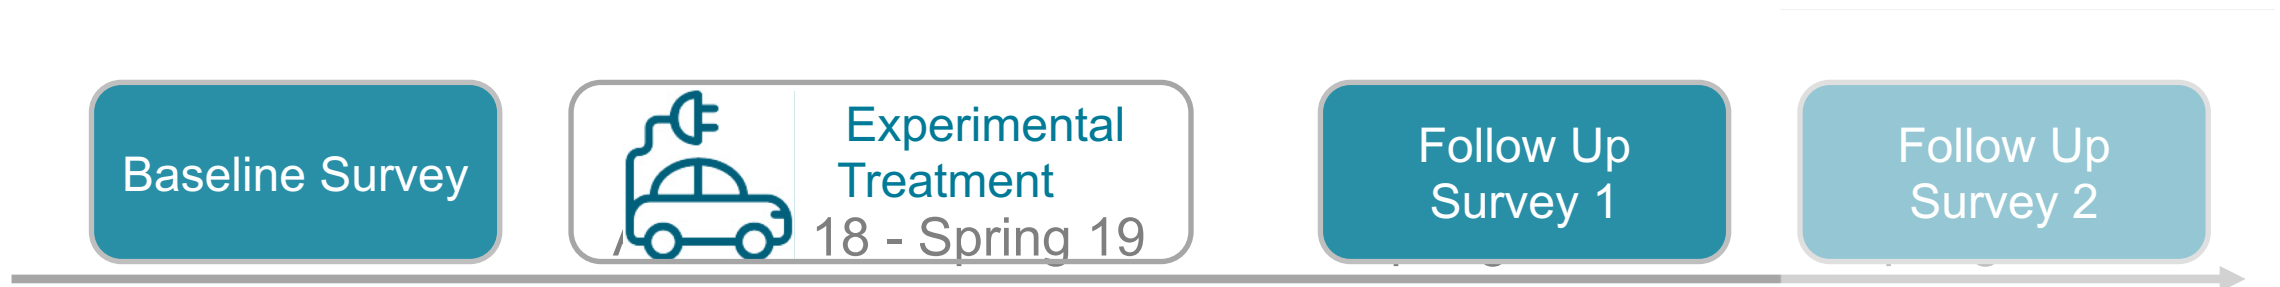 Baseline Survey
Experimental
Treatment
18 - Spring 19
Follow Up
Survey 1
Follow Up
Survey 2